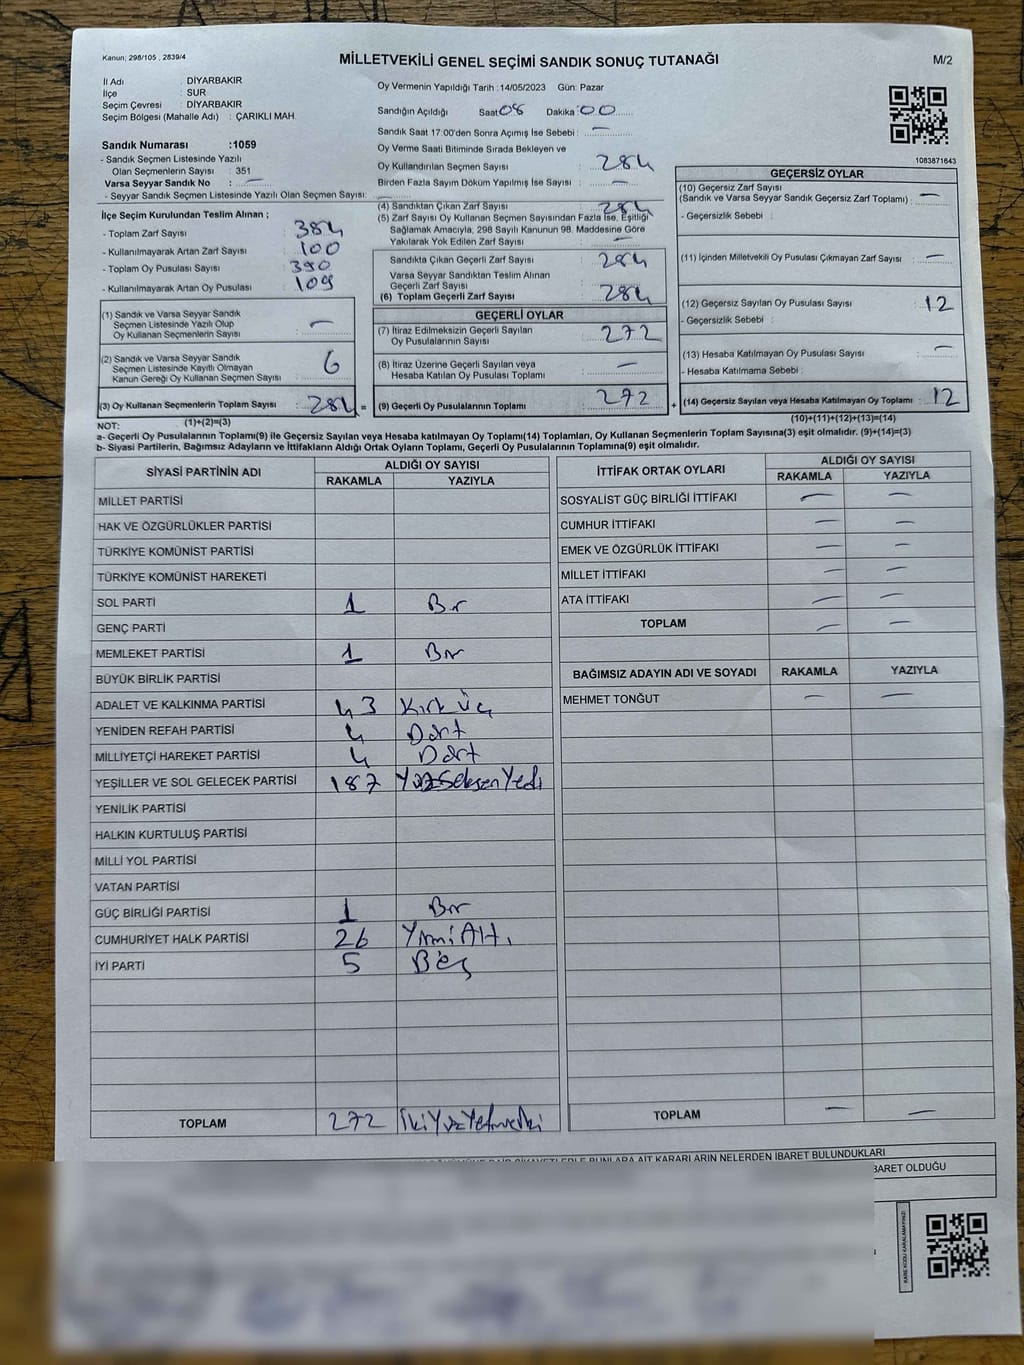 Kanun; 298/105 , 2839/4
MİLLETVEKİLİ GENEL SEÇİMİ SANDIK SONUÇ TUTANAĞI
M/2
İl Adı : DİYARBAKIR
İlçe : SUR
Seçim Çevresi : DİYARBAKIR
Seçim Bölgesi (Mahalle Adı) : ÇARIKLI MAH.
Sandık Numarası :1059
- Sandık Seçmen Listesinde Yazılı
Olan Seçmenlerin Sayısı : 351
Varsa Seyyar Sandık No : —
- Seyyar Sandık Seçmen Listesinde Yazılı Olan Seçmen Sayısı:
İlçe Seçim Kurulundan Teslim Alınan ;
- Toplam Zarf Sayısı : 384
- Kullanılmayarak Artan Zarf Sayısı : 100
- Toplam Oy Pusulası Sayısı : 390
- Kullanılmayarak Artan Oy Pusulası : 109
(1) Sandık ve Varsa Seyyar Sandık
Seçmen Listesinde Yazılı Olup
Oy Kullanan Seçmenlerin Sayısı : —
(2) Sandık ve Varsa Seyyar Sandık
Seçmen Listesinde Kayıtlı Olmayan
Kanun Gereği Oy Kullanan Seçmen Sayısı : 6
(3) Oy Kullanan Seçmenlerin Toplam Sayısı : 284 =
(1)+(2)=(3)
Oy Vermenin Yapıldığı Tarih : 14/05/2023 Gün: Pazar
Sandığın Açıldığı Saat 08 Dakika: 00
Sandık Saat 17:00'den Sonra Açımış İse Sebebi : —
Oy Verme Saati Bitiminde Sırada Bekleyen ve
Oy Kullandırılan Seçmen Sayısı : 284
Birden Fazla Sayım Döküm Yapılmış İse Sayısı : —
(4) Sandıktan Çıkan Zarf Sayısı : 284
(5) Zarf Sayısı Oy Kullanan Seçmen Sayısından Fazla İse, Eşitliği
Sağlamak Amacıyla, 298 Sayılı Kanunun 98. Maddesine Göre
Yakılarak Yok Edilen Zarf Sayısı : —
Sandıkta Çıkan Geçerli Zarf Sayısı : 284
Varsa Seyyar Sandıktan Teslim Alınan
Geçerli Zarf Sayısı :
(6) Toplam Geçerli Zarf Sayısı : 284
GEÇERLİ OYLAR
(7) İtiraz Edilmeksizin Geçerli Sayılan
Oy Pusulalarının Sayısı : 272
(8) İtiraz Üzerine Geçerli Sayılan veya
Hesaba Katılan Oy Pusulası Toplamı : —
(9) Geçerli Oy Pusulalarının Toplamı : 272 +
1083871643
GEÇERSİZ OYLAR
(10) Geçersiz Zarf Sayısı
(Sandık ve Varsa Seyyar Sandık Geçersiz Zarf Toplamı) : —
- Geçersizlik Sebebi :
(11) İçinden Milletvekili Oy Pusulası Çıkmayan Zarf Sayısı : —
(12) Geçersiz Sayılan Oy Pusulası Sayısı : 12
- Geçersizlik Sebebi :
(13) Hesaba Katılmayan Oy Pusulası Sayısı : —
- Hesaba Katılmama Sebebi :
(14) Geçersiz Sayılan veya Hesaba Katılmayan Oy Toplamı : 12
(10)+(11)+(12)+(13)=(14)
NOT:
a- Geçerli Oy Pusulalarının Toplamı(9) ile Geçersiz Sayılan veya Hesaba katılmayan Oy Toplamı(14) Toplamları, Oy Kullanan Seçmenlerin Toplam Sayısına(3) eşit olmalıdır. (9)+(14)=(3)
b- Siyasi Partilerin, Bağımsız Adayların ve İttifakların Aldığı Ortak Oyların Toplamı, Geçerli Oy Pusulalarının Toplamına(9) eşit olmalıdır.
SİYASİ PARTİNİN ADI ALDIĞI OY SAYISI
RAKAMLA YAZIYLA
MİLLET PARTİSİ
HAK VE ÖZGÜRLÜKLER PARTİSİ
TÜRKİYE KOMÜNİST PARTİSİ
TÜRKİYE KOMÜNİST HAREKETİ
SOL PARTİ 1 Bir
GENÇ PARTİ
MEMLEKET PARTİSİ 1 Bir
BÜYÜK BİRLİK PARTİSİ
ADALET VE KALKINMA PARTİSİ 43 Kırk Üç
YENİDEN REFAH PARTİSİ 4 Dört
MİLLİYETÇİ HAREKET PARTİSİ 4 Dört
YEŞİLLER VE SOL GELECEK PARTİSİ 187 YüzSeksenYedi
YENİLİK PARTİSİ
HALKIN KURTULUŞ PARTİSİ
MİLLİ YOL PARTİSİ
VATAN PARTİSİ
GÜÇ BİRLİĞİ PARTİSİ 1 Bir
CUMHURİYET HALK PARTİSİ 26 YirmiAltı
İYİ PARTİ 5 Beş
TOPLAM 272 İkiYüzYetmişİki
İTTİFAK ORTAK OYLARI ALDIĞI OY SAYISI
RAKAMLA YAZIYLA
SOSYALİST GÜÇ BİRLİĞİ İTTİFAKI — —
CUMHUR İTTİFAKI — —
EMEK VE ÖZGÜRLÜK İTTİFAKI — —
MİLLET İTTİFAKI — —
ATA İTTİFAKI — —
TOPLAM — —
BAĞIMSIZ ADAYIN ADI VE SOYADI RAKAMLA YAZIYLA
MEHMET TONĞUT — —
TOPLAM — —
BUNLARA AİT KARARLARIN NELERDEN İBARET BULUNDUKLARI
İBARET OLDUĞU
KARE KODU KARALAMAYINIZ!